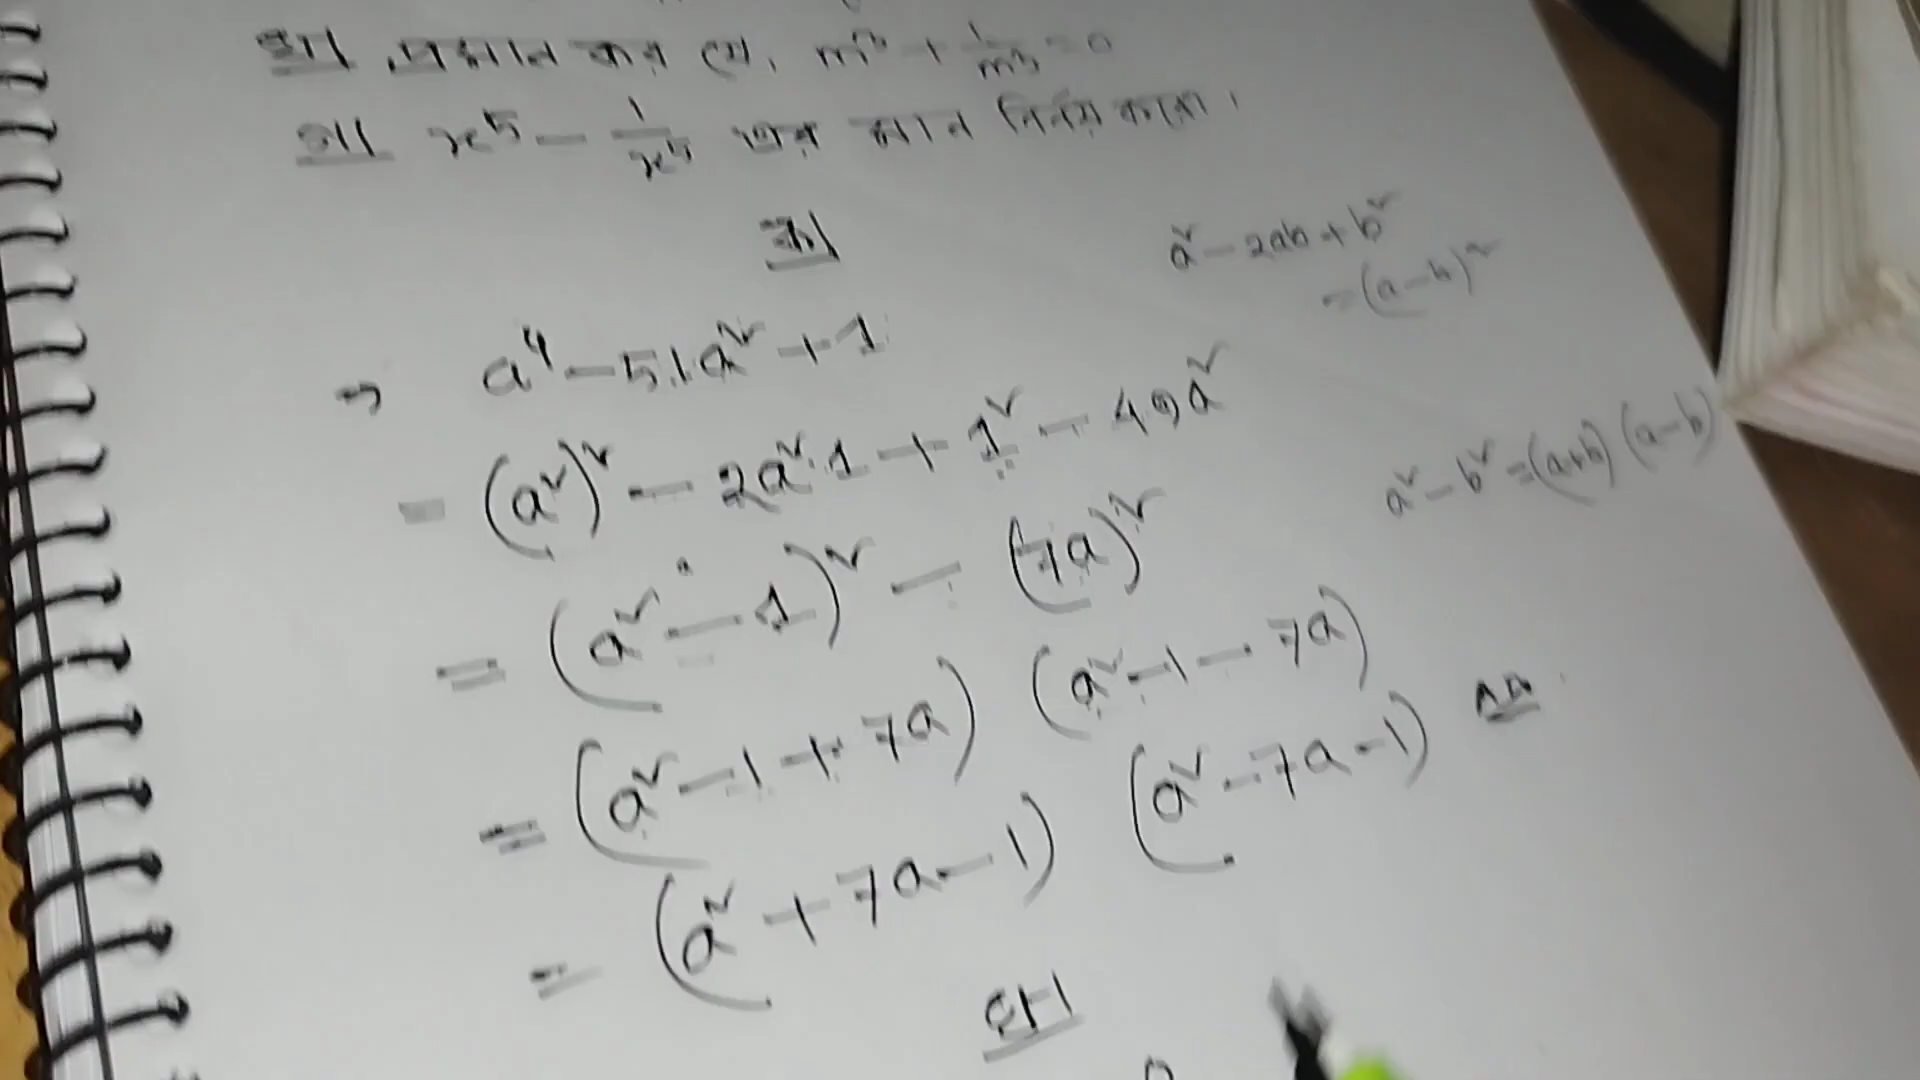 খ। প্রমান কর যে, m³ + 1/m³ = 0
গ। x⁵ − 1/x⁵ এর মান নির্নয় করো।
ক।
a² − 2ab + b²
= (a−b)²
⇒ a⁴ − 51a² + 1
= (a²)² − 2a².1 + 1² − 49a²
a² − b² = (a+b) (a−b)
= (a² − 1)² − (7a)²
= (a² − 1 + 7a) (a² − 1 − 7a)
= (a² + 7a − 1) (a² − 7a − 1)
খ।